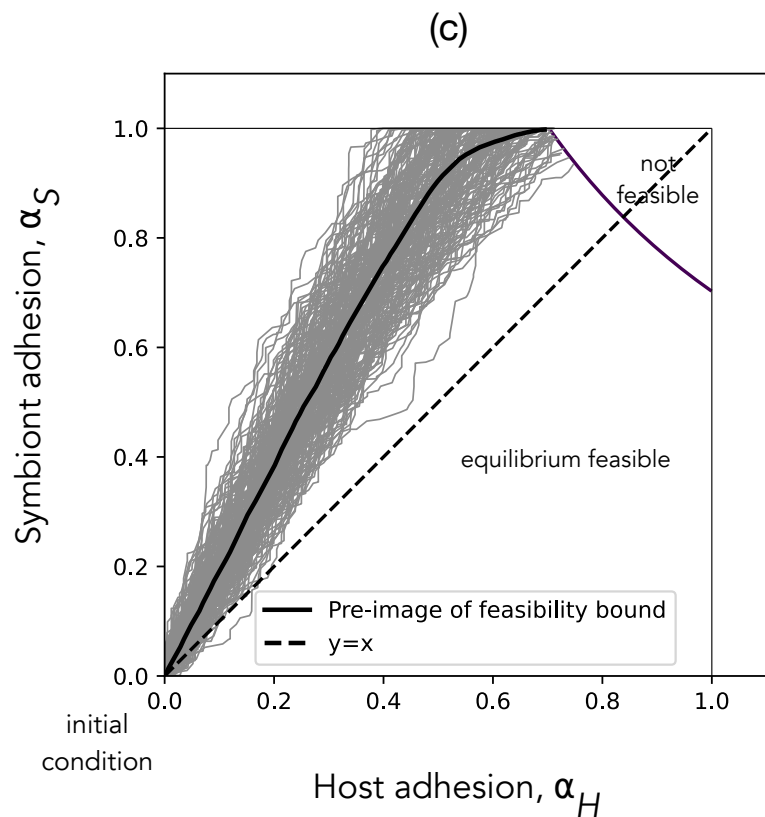 (c)
Symbiont adhesion, α_S
1.0
0.8
0.6
0.4
0.2
0.0
not
feasible
equilibrium feasible
Pre-image of feasibility bound
y=x
0.0 0.2 0.4 0.6 0.8 1.0
initial
condition
Host adhesion, α_H